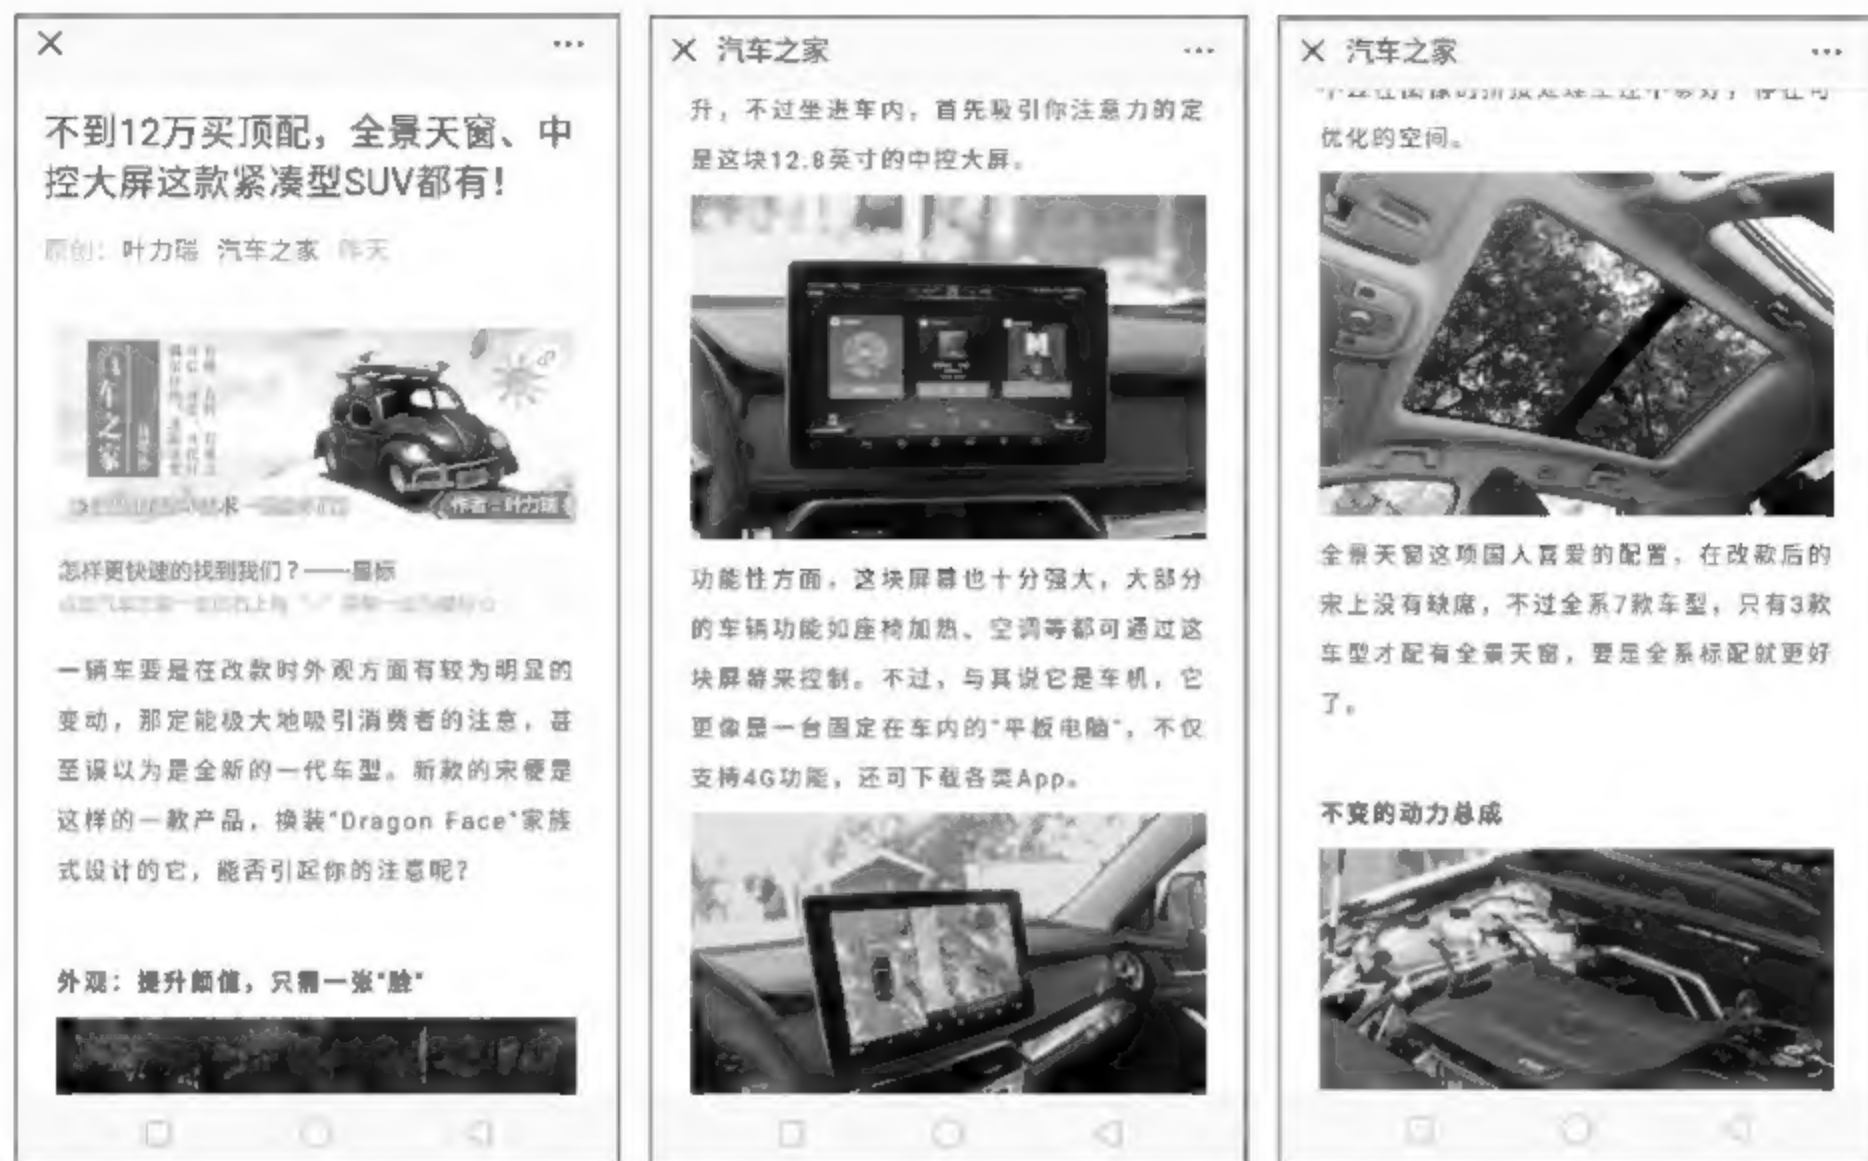 不到12万买顶配，全景天窗、中
控大屏这款紧凑型SUV都有！
原创：叶力瑞 汽车之家 昨天
汽车之家
作者：叶力瑞
怎样更快速的找到我们？——星标
一辆车要是在改款时外观方面有较为明显的
变动，那定能极大地吸引消费者的注意，甚
至误以为是全新的一代车型。新款的宋便是
这样的一款产品，换装"Dragon Face"家族
式设计的它，能否引起你的注意呢？
外观：提升颜值，只需一张"脸"
汽车之家
升，不过坐进车内，首先吸引你注意力的定
是这块12.8英寸的中控大屏。
功能性方面，这块屏幕也十分强大，大部分
的车辆功能如座椅加热、空调等都可通过这
块屏幕来控制。不过，与其说它是车机，它
更像是一台固定在车内的"平板电脑"，不仅
支持4G功能，还可下载各类App。
汽车之家
优化的空间。
全景天窗这项国人喜爱的配置，在改款后的
宋上没有缺席，不过全系7款车型，只有3款
车型才配有全景天窗，要是全系标配就更好
了。
不变的动力总成